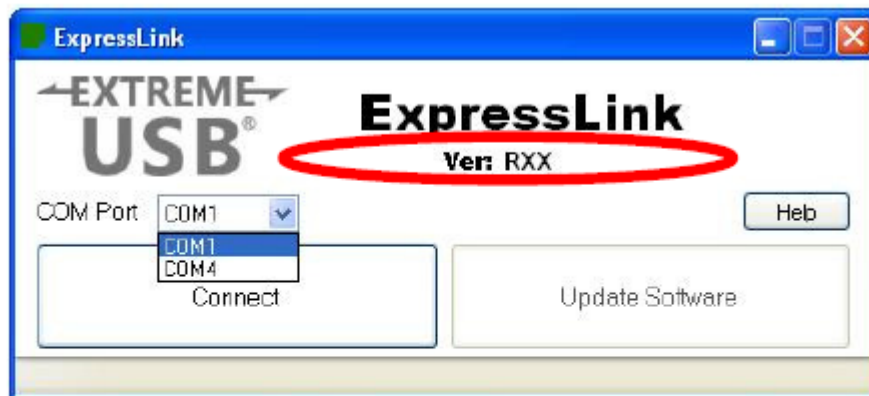 ExpressLink
EXTREME
USB®
ExpressLink
Ver: RXX
COM Port COM1 Help
COM1
COM4
Connect Update Software